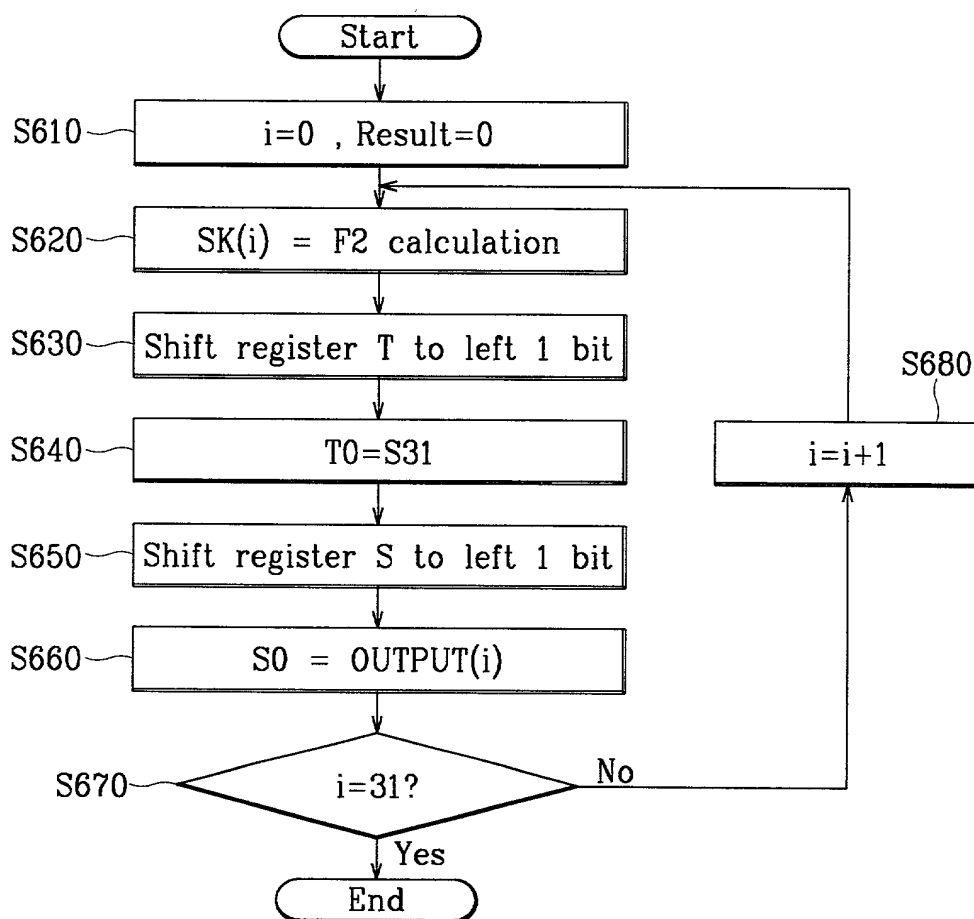 Start
S610
i=0 , Result=0
S620
SK(i) = F2 calculation
S630
Shift register T to left 1 bit
S680
S640
T0=S31
i=i+1
S650
Shift register S to left 1 bit
S660
S0 = OUTPUT(i)
S670
i=31?
No
Yes
End